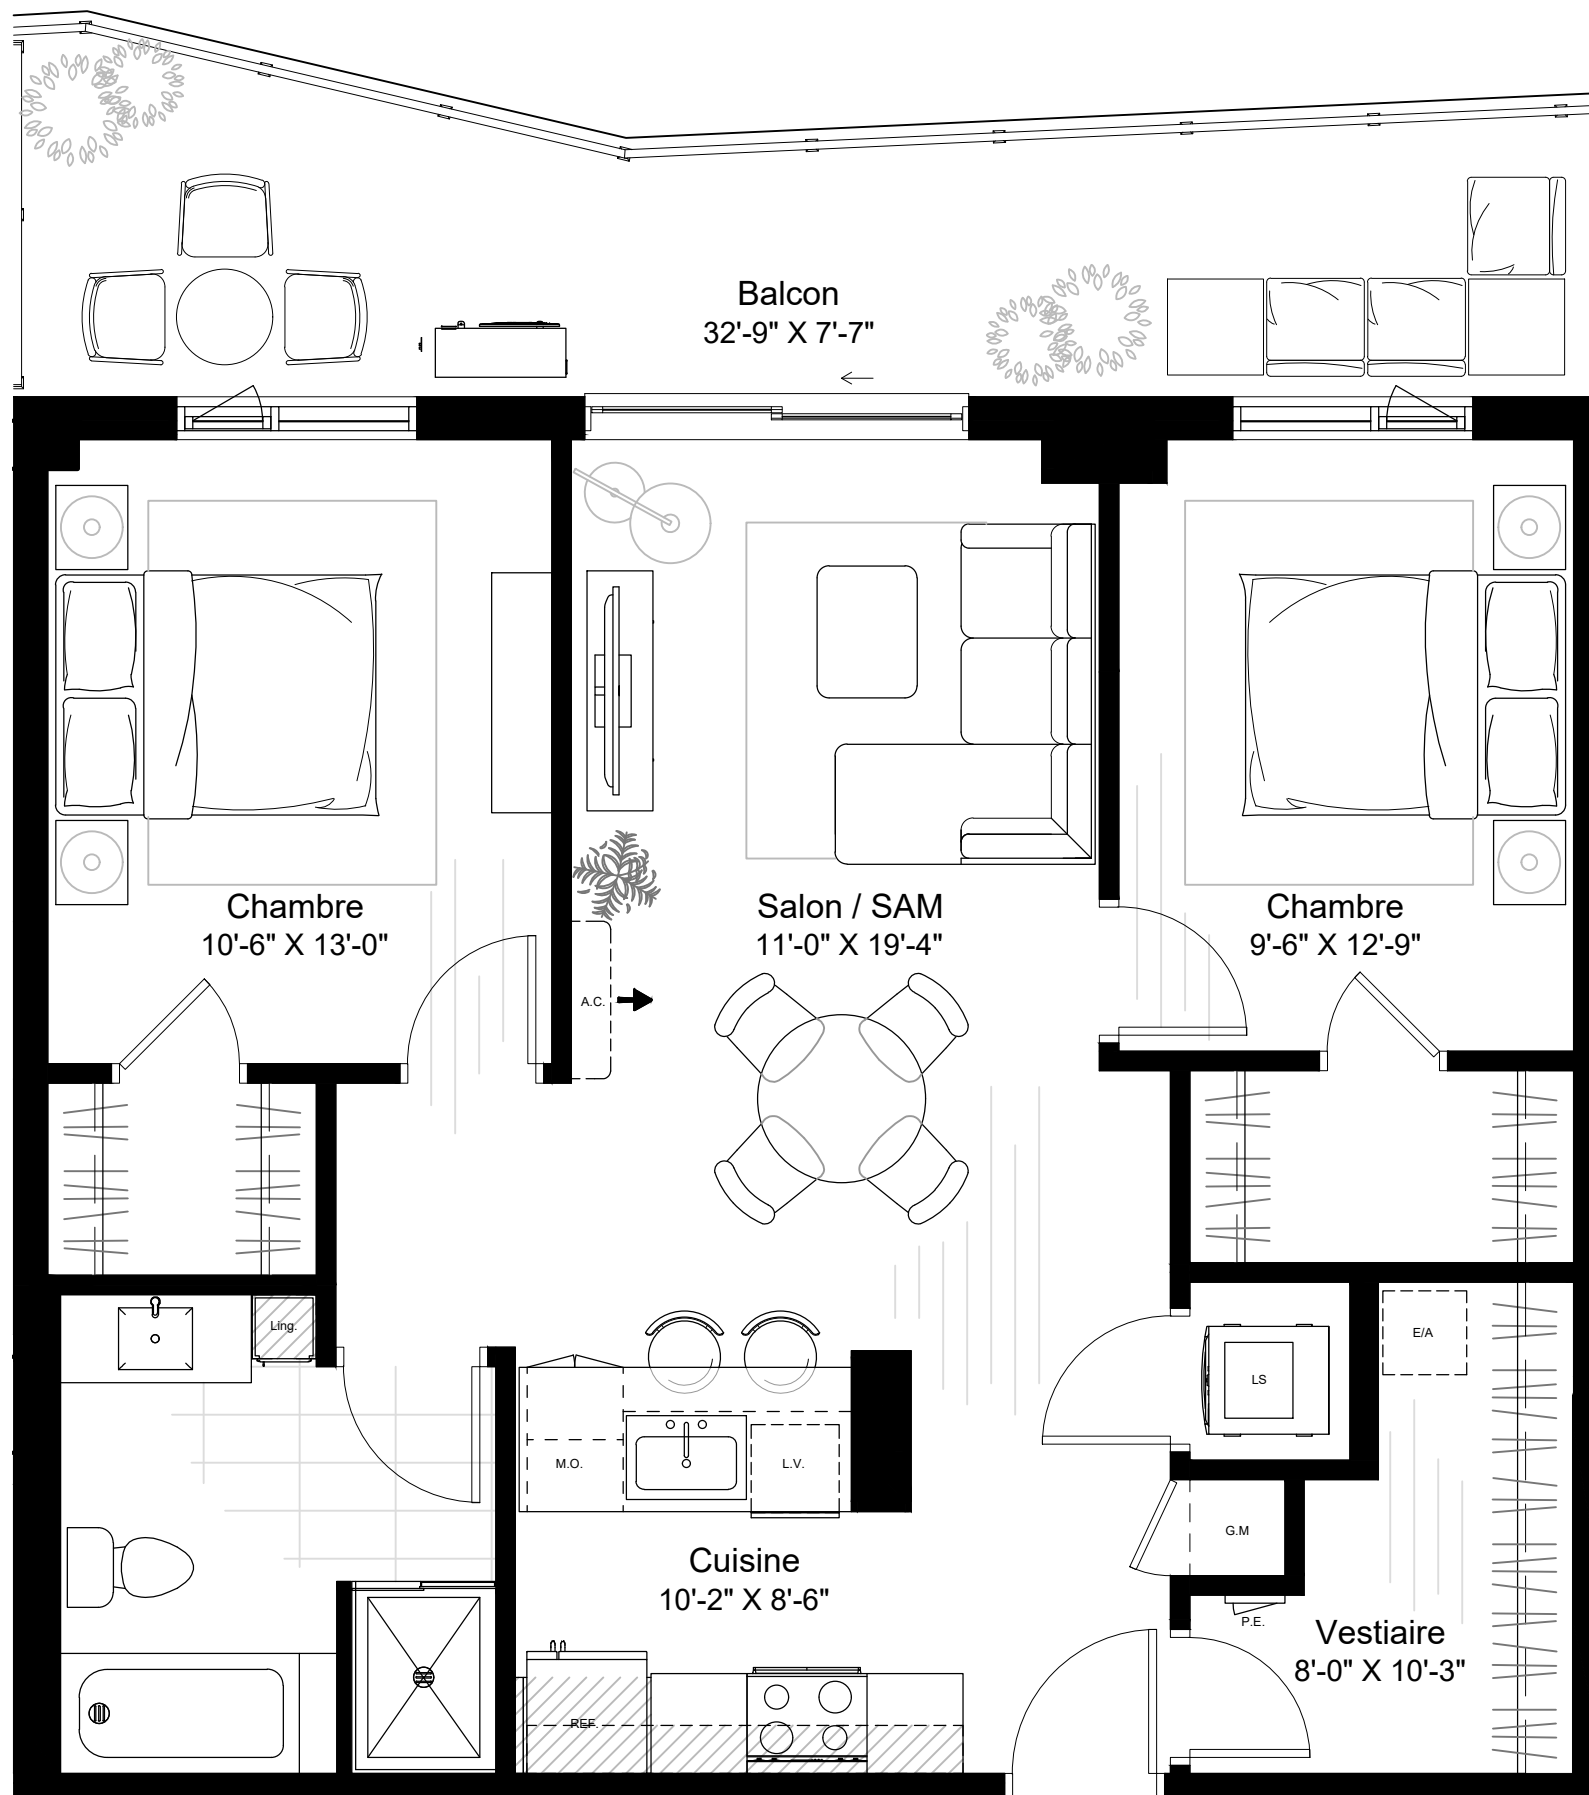 Balcon
32'-9" X 7'-7"
Chambre
10'-6" X 13'-0"
Salon / SAM
11'-0" X 19'-4"
Chambre
9'-6" X 12'-9"
A.C.
Ling.
E/A
LS
M.O.
L.V.
G.M
Cuisine
10'-2" X 8'-6"
P.E.
Vestiaire
8'-0" X 10'-3"
REF.